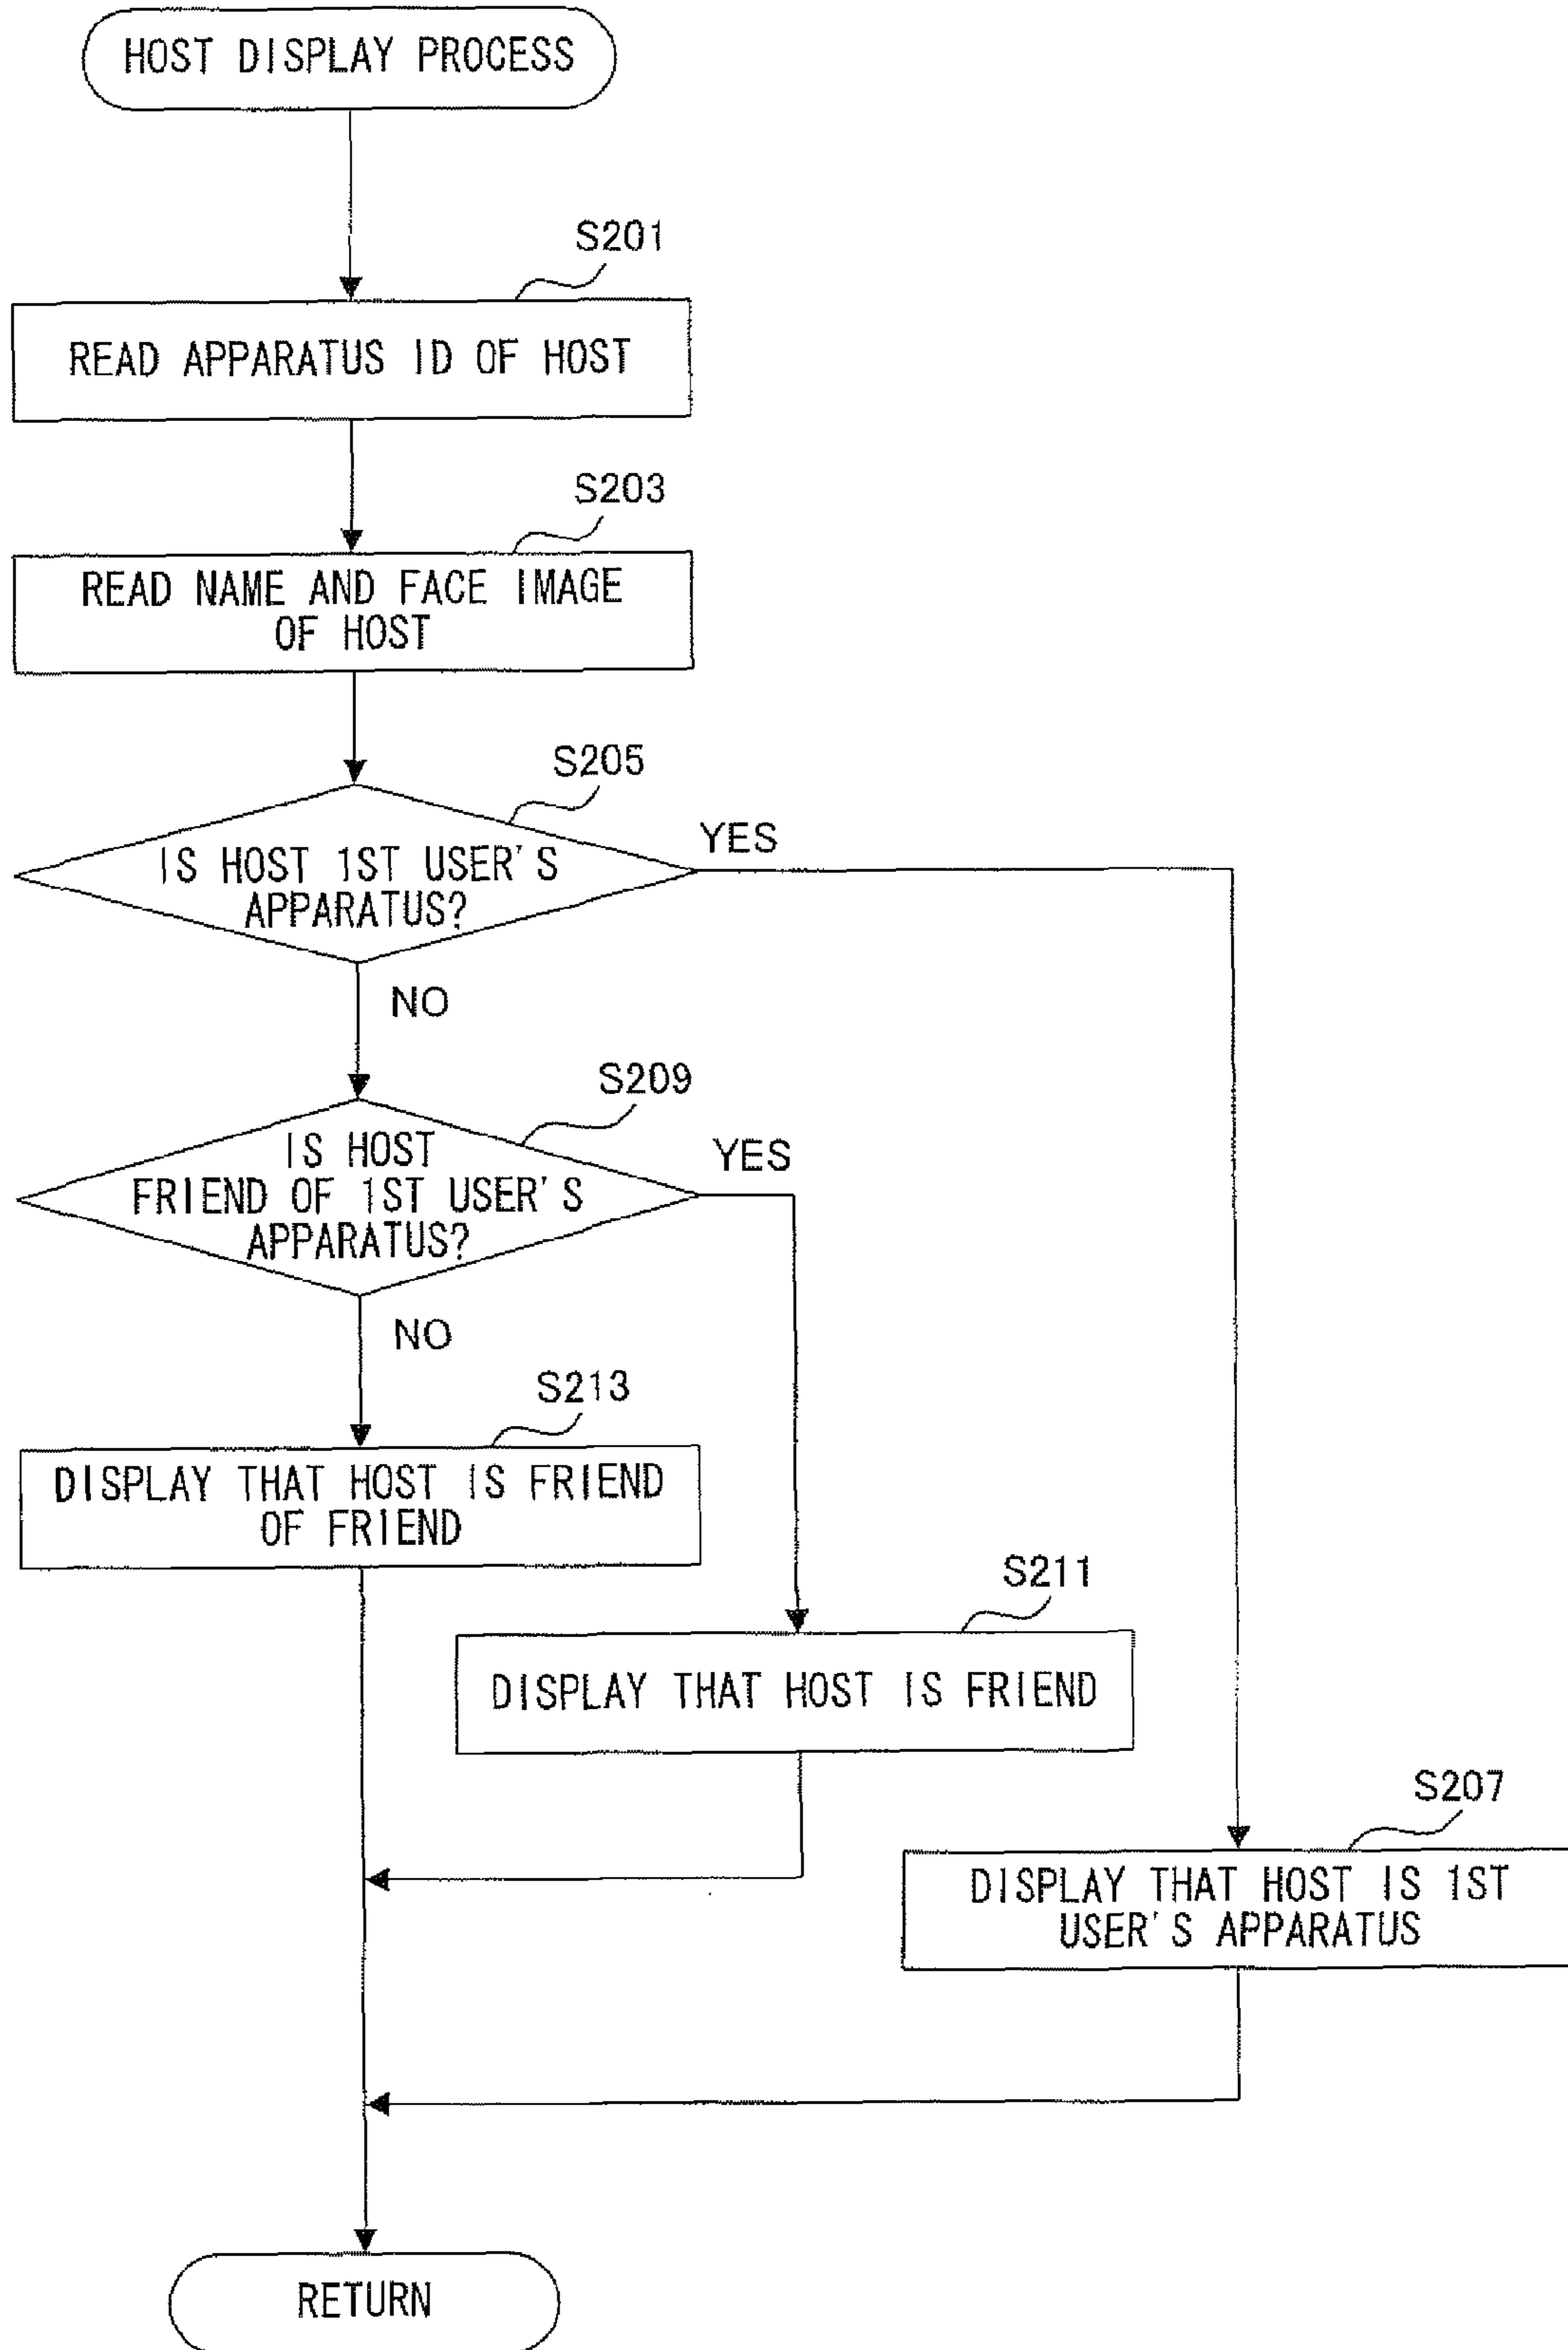 HOST DISPLAY PROCESS
S201
READ APPARATUS ID OF HOST
S203
READ NAME AND FACE IMAGE
OF HOST
S205
IS HOST 1ST USER'S
APPARATUS?
YES
NO
S209
IS HOST
FRIEND OF 1ST USER'S
APPARATUS?
YES
NO
S213
DISPLAY THAT HOST IS FRIEND
OF FRIEND
S211
DISPLAY THAT HOST IS FRIEND
S207
DISPLAY THAT HOST IS 1ST
USER'S APPARATUS
RETURN